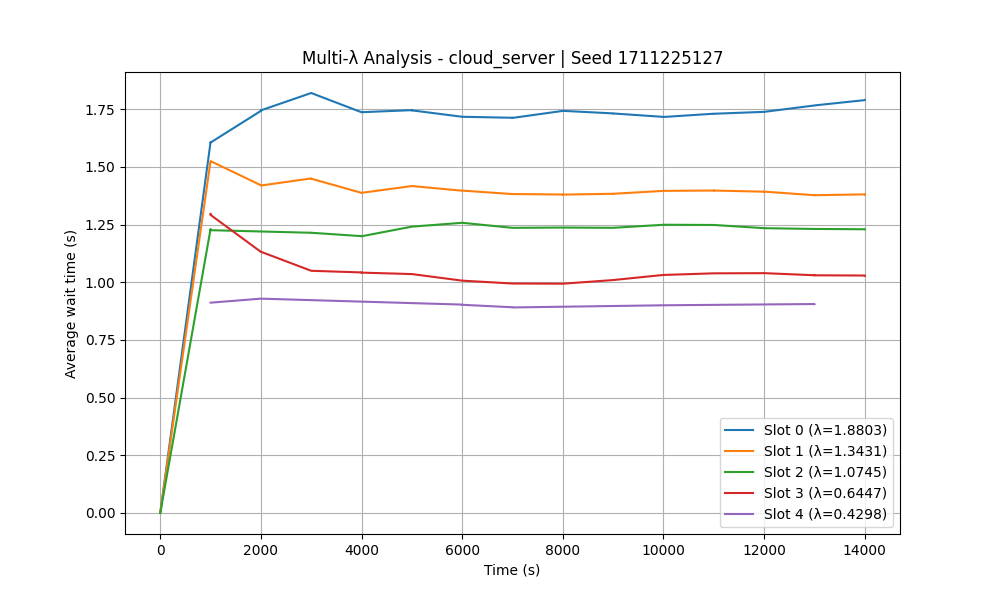 Multi-λ Analysis - cloud_server | Seed 1711225127
Average wait time (s)
1.75
1.50
1.25
1.00
0.75
0.50
0.25
0.00
0 2000 4000 6000 8000 10000 12000 14000
Time (s)
Slot 0 (λ=1.8803)
Slot 1 (λ=1.3431)
Slot 2 (λ=1.0745)
Slot 3 (λ=0.6447)
Slot 4 (λ=0.4298)